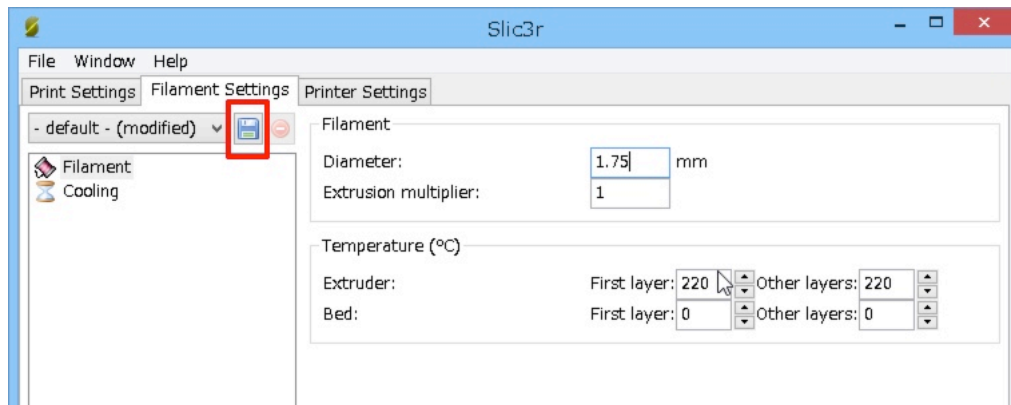 Slic3r
File Window Help
Print Settings Filament Settings Printer Settings
- default - (modified)
Filament
Cooling
Filament
Diameter: 1.75 mm
Extrusion multiplier: 1
Temperature (ºC)
Extruder: First layer: 220 Other layers: 220
Bed: First layer: 0 Other layers: 0